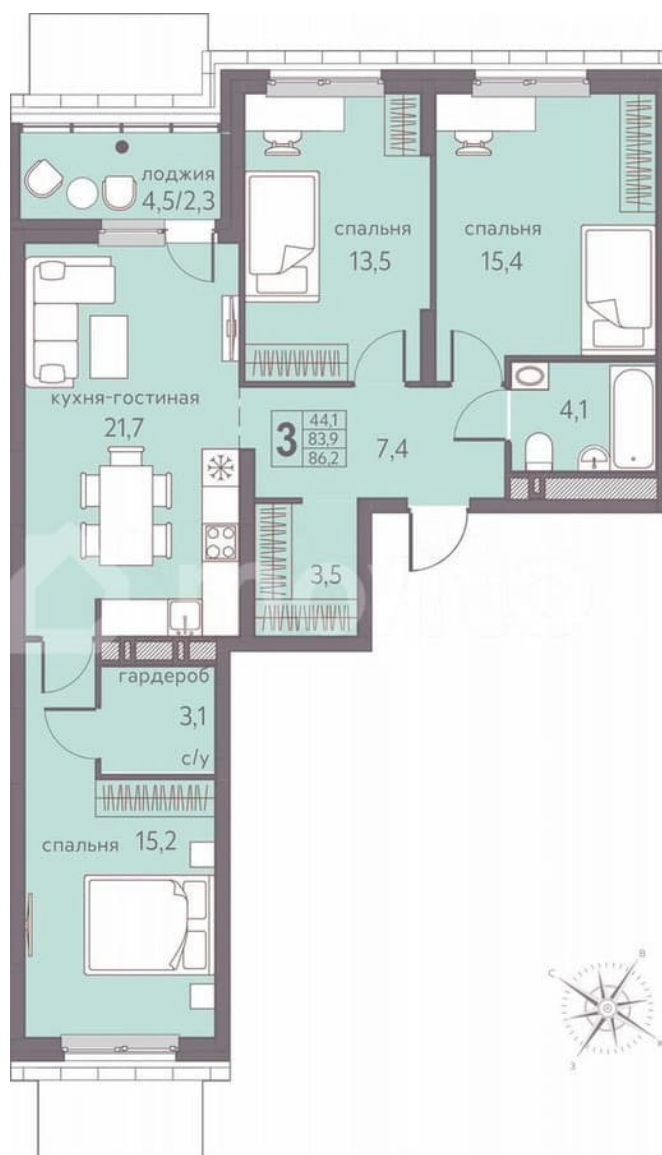 лоджия
4,5/2,3
спальня
13,5
спальня
15,4
кухня-гостиная
21,7
3
44,1
83,9
86,2
7,4
4,1
3,5
гардероб
3,1
с/у
спальня 15,2
С
В
З